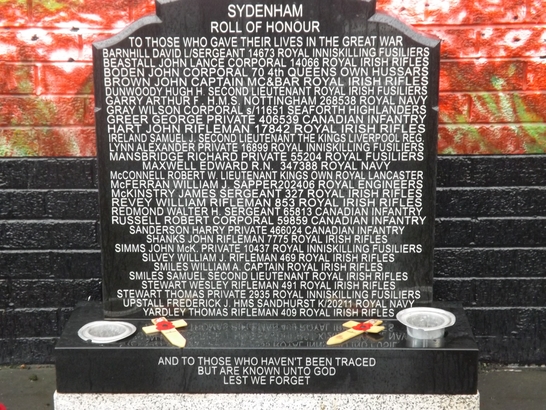 SYDENHAM
ROLL OF HONOUR
TO THOSE WHO GAVE THEIR LIVES IN THE GREAT WAR
BARNHILL DAVID L/SERGEANT 14673 ROYAL INNISKILLING FUSILIERS
BEASTALL JOHN LANCE CORPORAL 14066 ROYAL IRISH RIFLES
BODEN JOHN CORPORAL 70 4th QUEENS OWN HUSSARS
BROWN JOHN CAPTAIN MC&BAR ROYAL IRISH RIFLES
DUNWOODY HUGH H. SECOND LIEUTENANT ROYAL IRISH FUSILIERS
GARRY ARTHUR F. H.M.S. NOTTINGHAM 268538 ROYAL NAVY
GRAY WILSON CORPORAL s/11651 SEAFORTH HIGHLANDERS
GREER GEORGE PRIVATE 406539 CANADIAN INFANTRY
HART JOHN RIFLEMAN 17842 ROYAL IRISH RIFLES
IRELAND SAMUEL J. SECOND LIEUTENANT THE KINGS LIVERPOOL REG
LYNN ALEXANDER PRIVATE 16899 ROYAL INNISKILLING FUSILIERS
MANSBRIDGE RICHARD PRIVATE 55204 ROYAL FUSILIERS
MAXWELL EDWARD R.N. 347388 ROYAL NAVY
McCONNELL ROBERT W. LIEUTENANT KINGS OWN ROYAL LANCASTER
McFERRAN WILLIAM J. SAPPER 202406 ROYAL ENGINEERS
McKINSTRY JAMES SERGEANT 327 ROYAL IRISH RIFLES
REVEY WILLIAM RIFLEMAN 853 ROYAL IRISH RIFLES
REDMOND WALTER H. SERGEANT 65813 CANADIAN INFANTRY
RUSSELL ROBERT CORPORAL 59859 CANADIAN INFANTRY
SANDERSON HARRY PRIVATE 466024 CANADIAN INFANTRY
SHANKS JOHN RIFLEMAN 7775 ROYAL IRISH RIFLES
SIMMS JOHN McK. PRIVATE 10437 ROYAL INNISKILLING FUSILIERS
SILVEY WILLIAM J. RIFLEMAN 469 ROYAL IRISH RIFLES
SMILES WILLIAM A. CAPTAIN ROYAL IRISH RIFLES
SMILES SAMUEL SECOND LIEUTENANT ROYAL IRISH RIFLES
STEWART WESLEY RIFLEMAN 491 ROYAL IRISH RIFLES
STEWART THOMAS PRIVATE 2935 ROYAL INNISKILLING FUSILIERS
UPSTALL FREDERICK J. HMS SANDHURST K/20211 ROYAL NAVY
YARDLEY THOMAS RIFLEMAN 409 ROYAL IRISH RIFLES
AND TO THOSE WHO HAVEN'T BEEN TRACED
BUT ARE KNOWN UNTO GOD
LEST WE FORGET